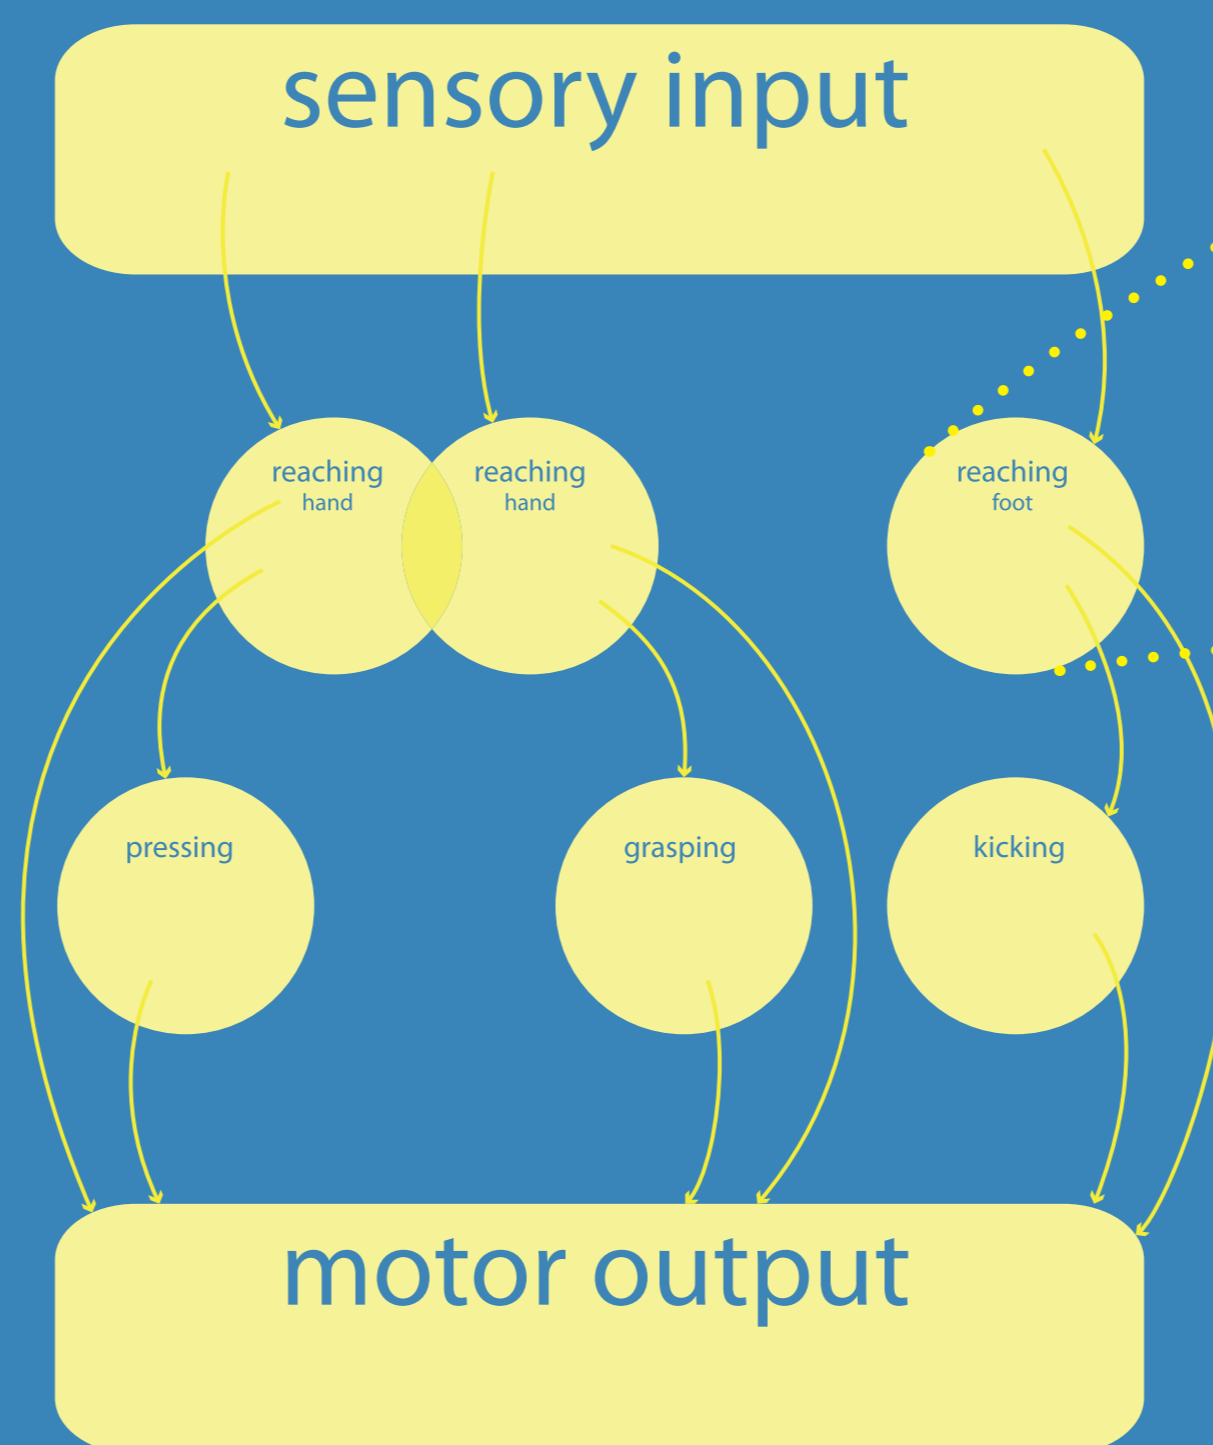 sensory input
reaching
hand
reaching
hand
reaching
foot
pressing
grasping
kicking
motor output